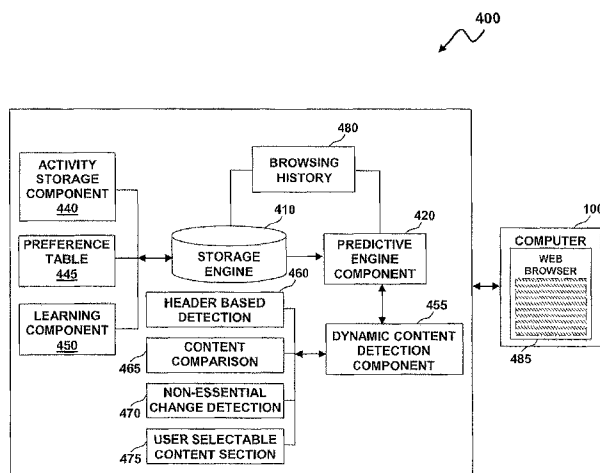 400
480
BROWSING
HISTORY
ACTIVITY
STORAGE
COMPONENT
440
410
STORAGE
ENGINE
420
PREDICTIVE
ENGINE
COMPONENT
100
COMPUTER
WEB
BROWSER
485
PREFERENCE
TABLE
445
460
HEADER BASED
DETECTION
455
DYNAMIC CONTENT
DETECTION
COMPONENT
LEARNING
COMPONENT
450
CONTENT
COMPARISON
465
NON-ESSENTIAL
CHANGE DETECTION
470
USER SELECTABLE
CONTENT SECTION
475